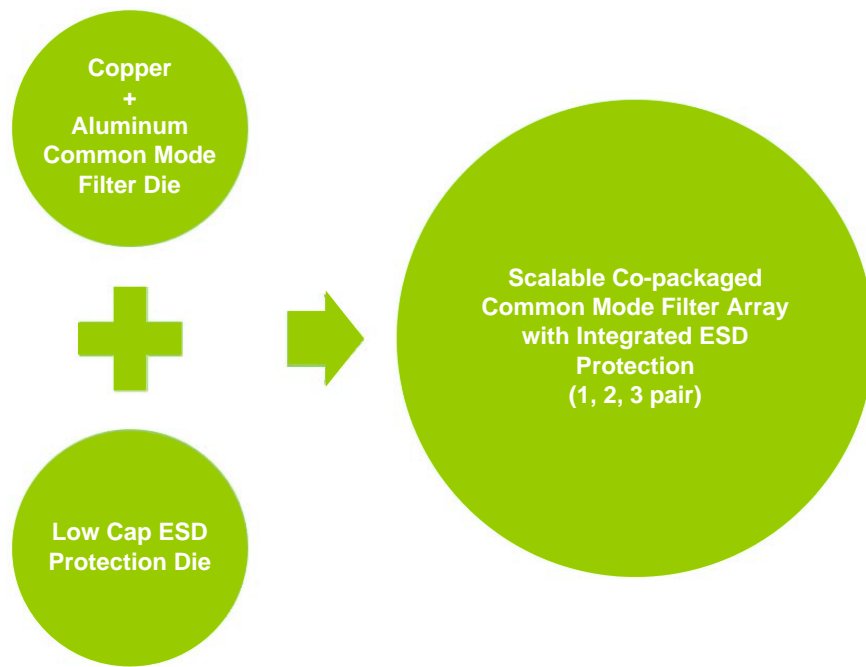 Copper
+
Aluminum
Common Mode
Filter Die
Low Cap ESD
Protection Die
Scalable Co-packaged
Common Mode Filter Array
with Integrated ESD
Protection
(1, 2, 3 pair)